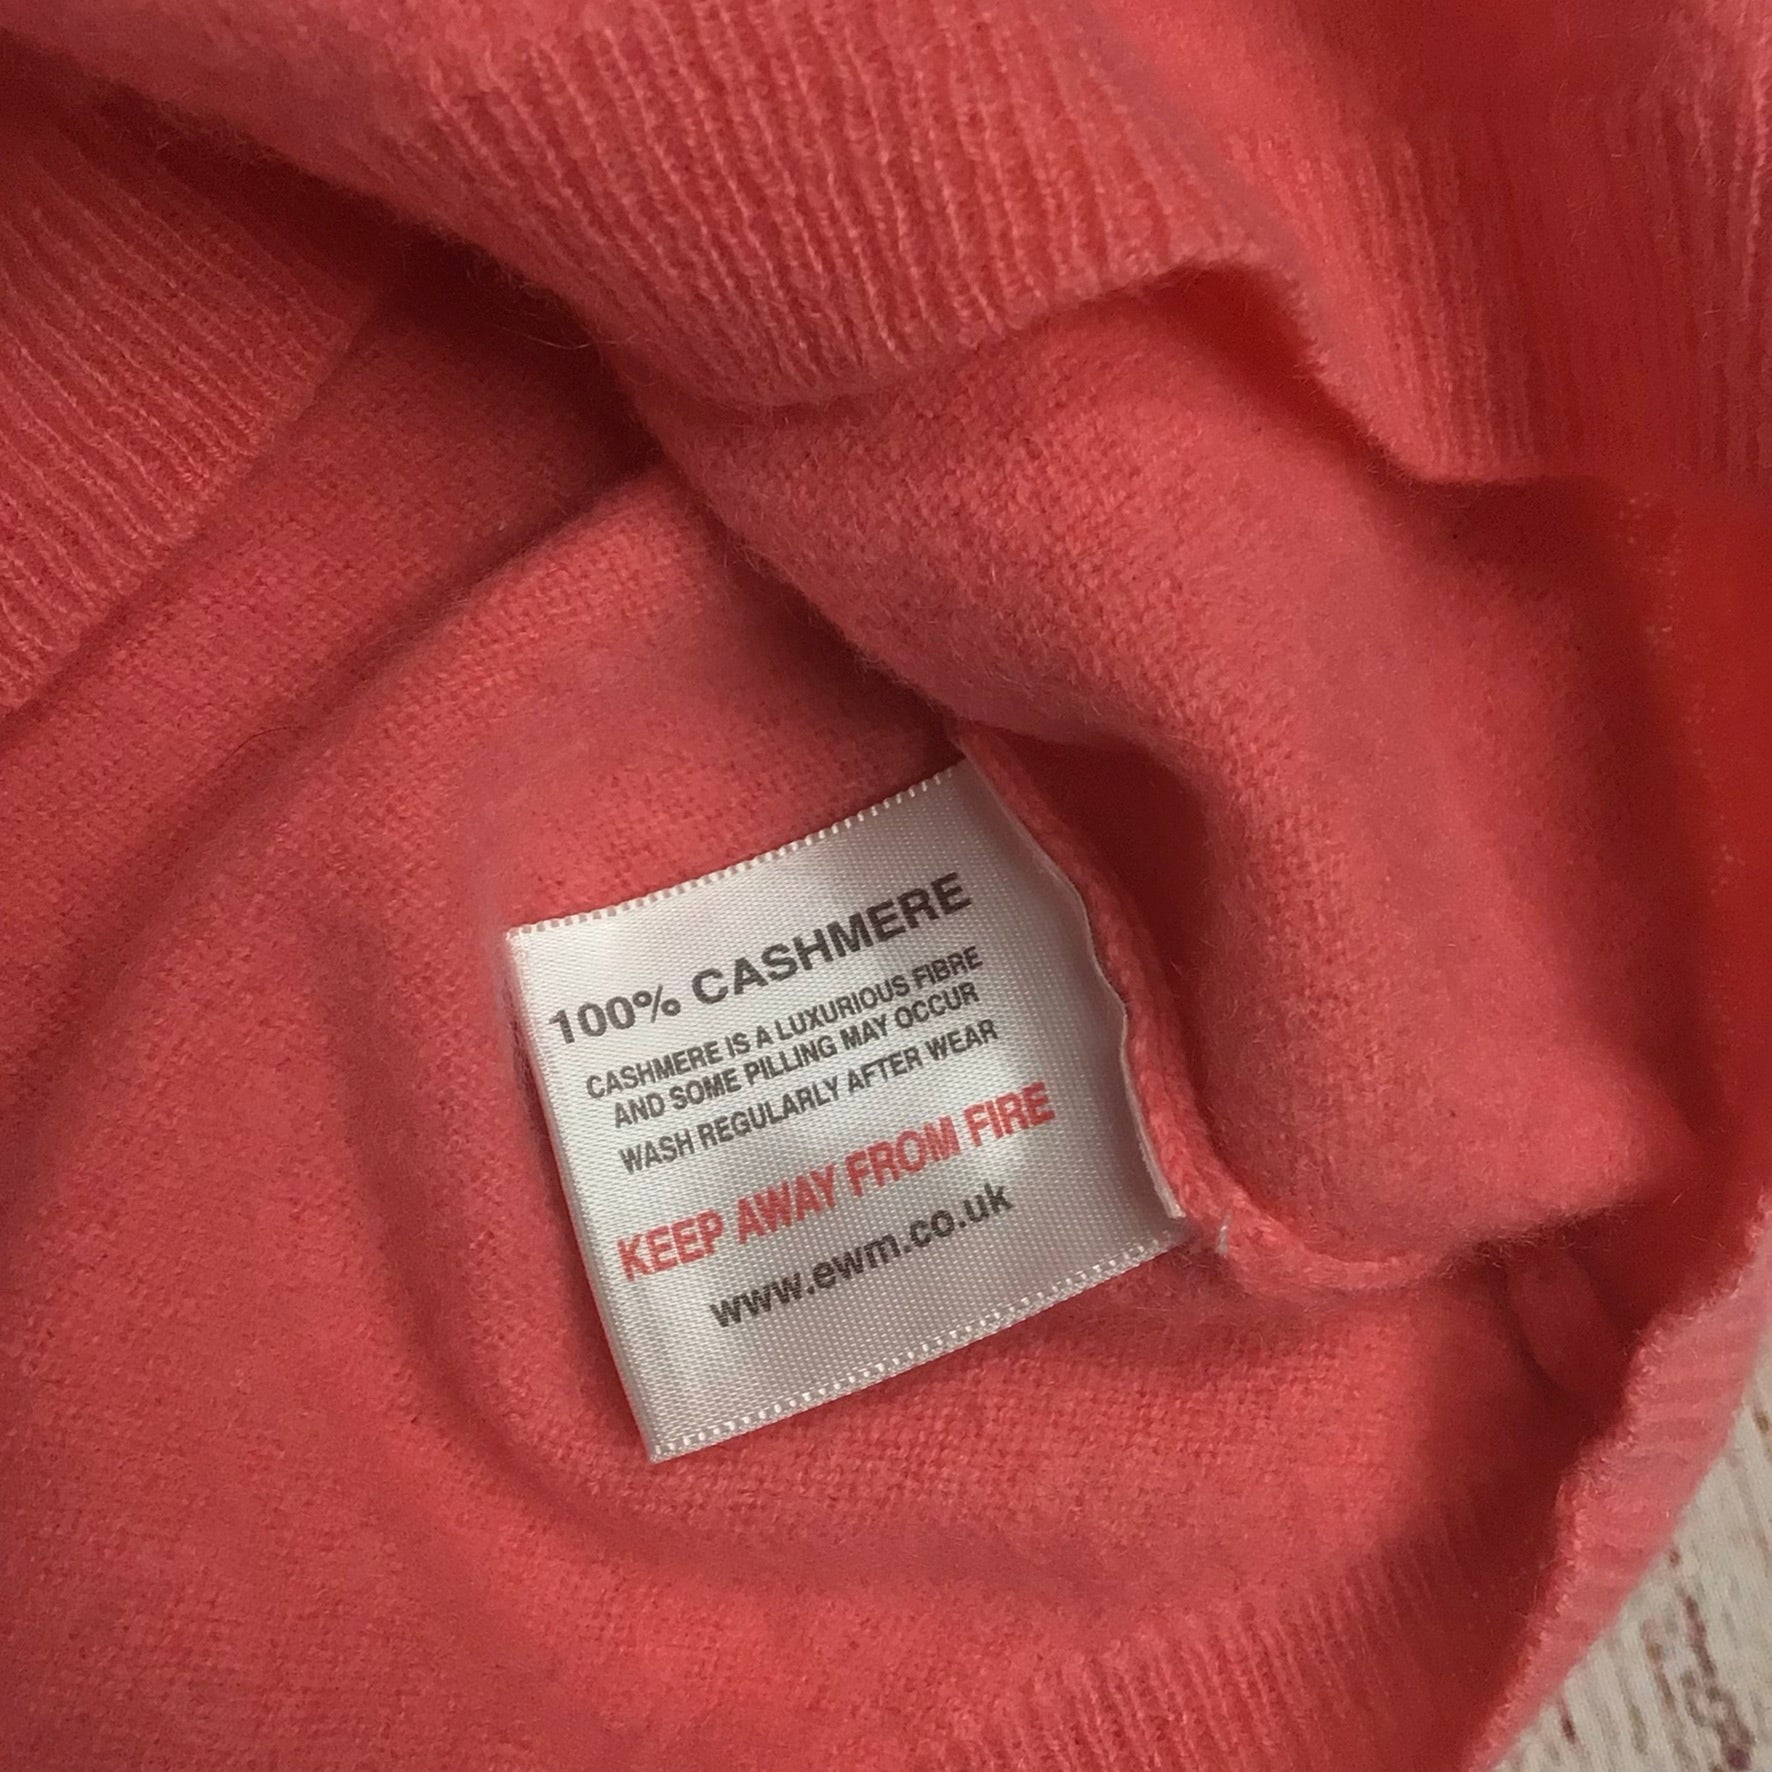 100% CASHMERE
CASHMERE IS A LUXURIOUS FIBRE
AND SOME PILLING MAY OCCUR
WASH REGULARLY AFTER WEAR
KEEP AWAY FROM FIRE
www.ewm.co.uk